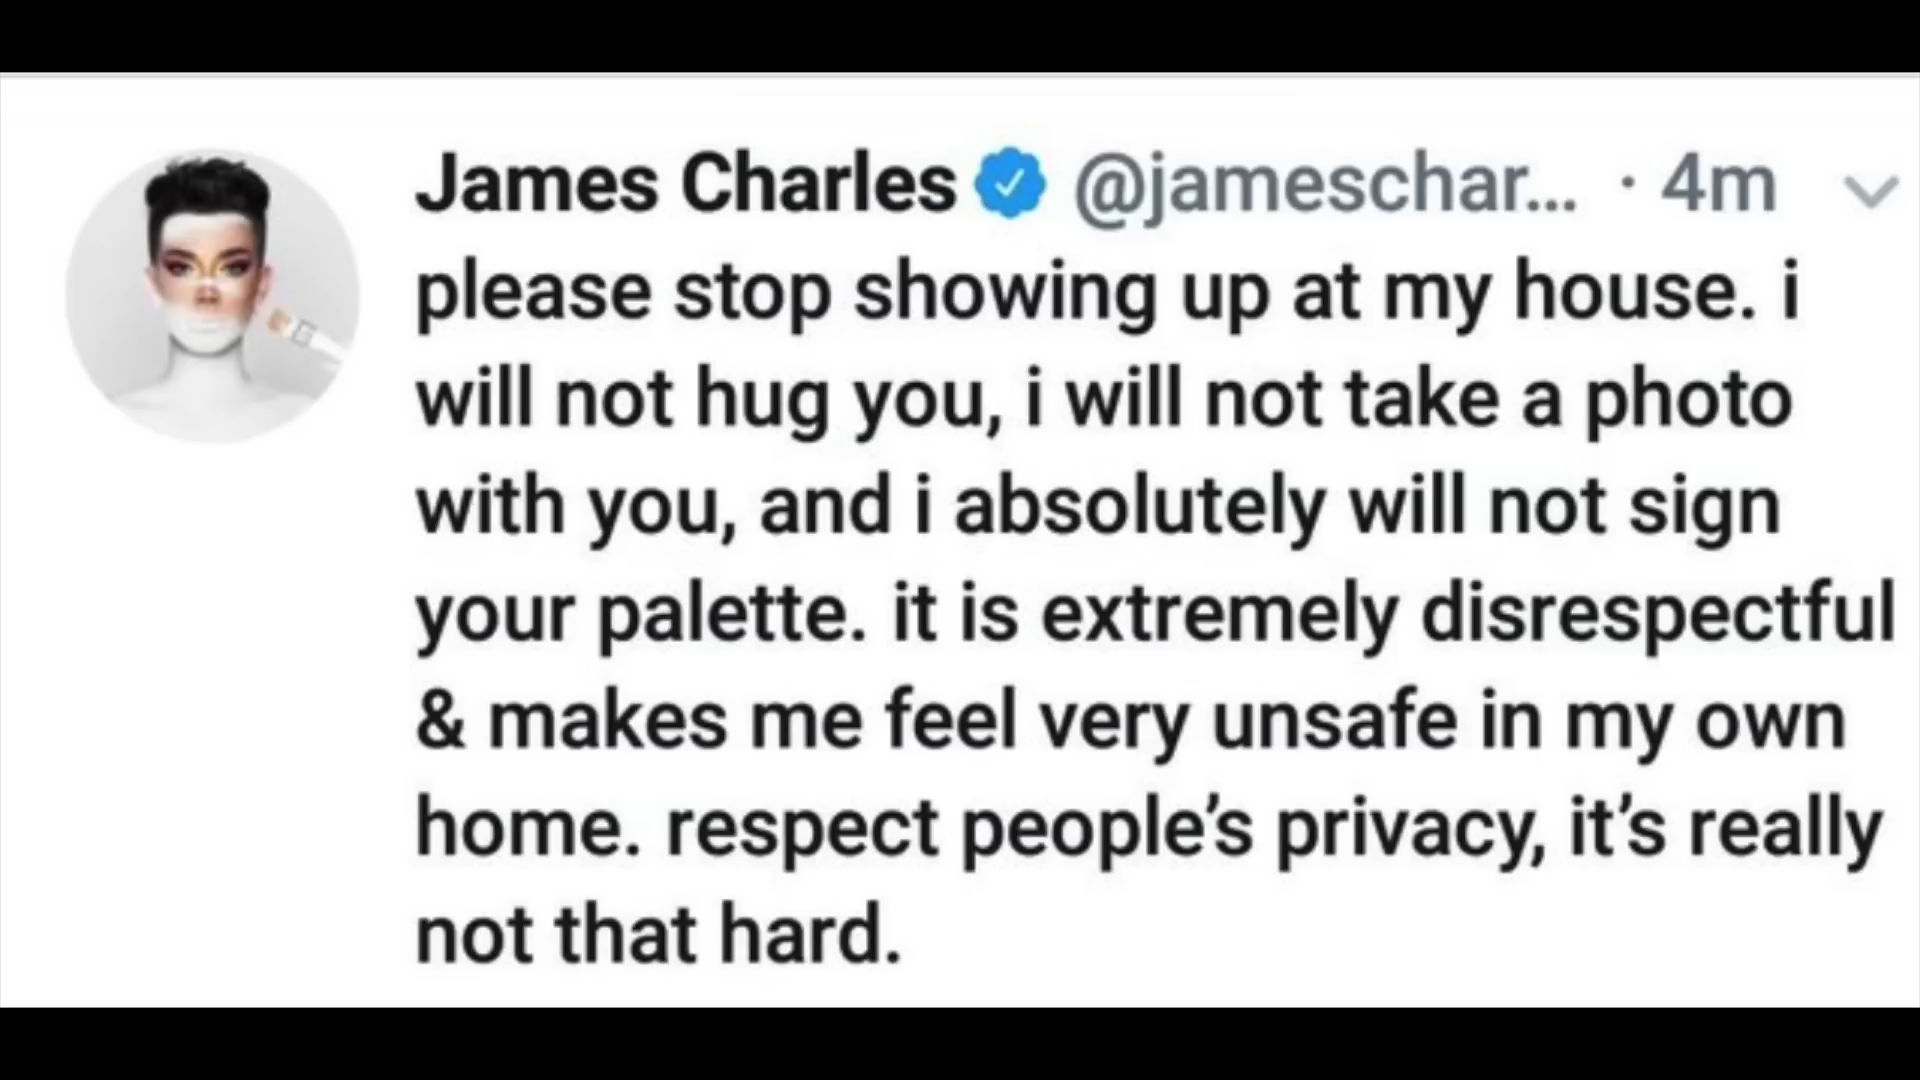 James Charles @jameschar... · 4m
please stop showing up at my house. i
will not hug you, i will not take a photo
with you, and i absolutely will not sign
your palette. it is extremely disrespectful
& makes me feel very unsafe in my own
home. respect people’s privacy, it’s really
not that hard.